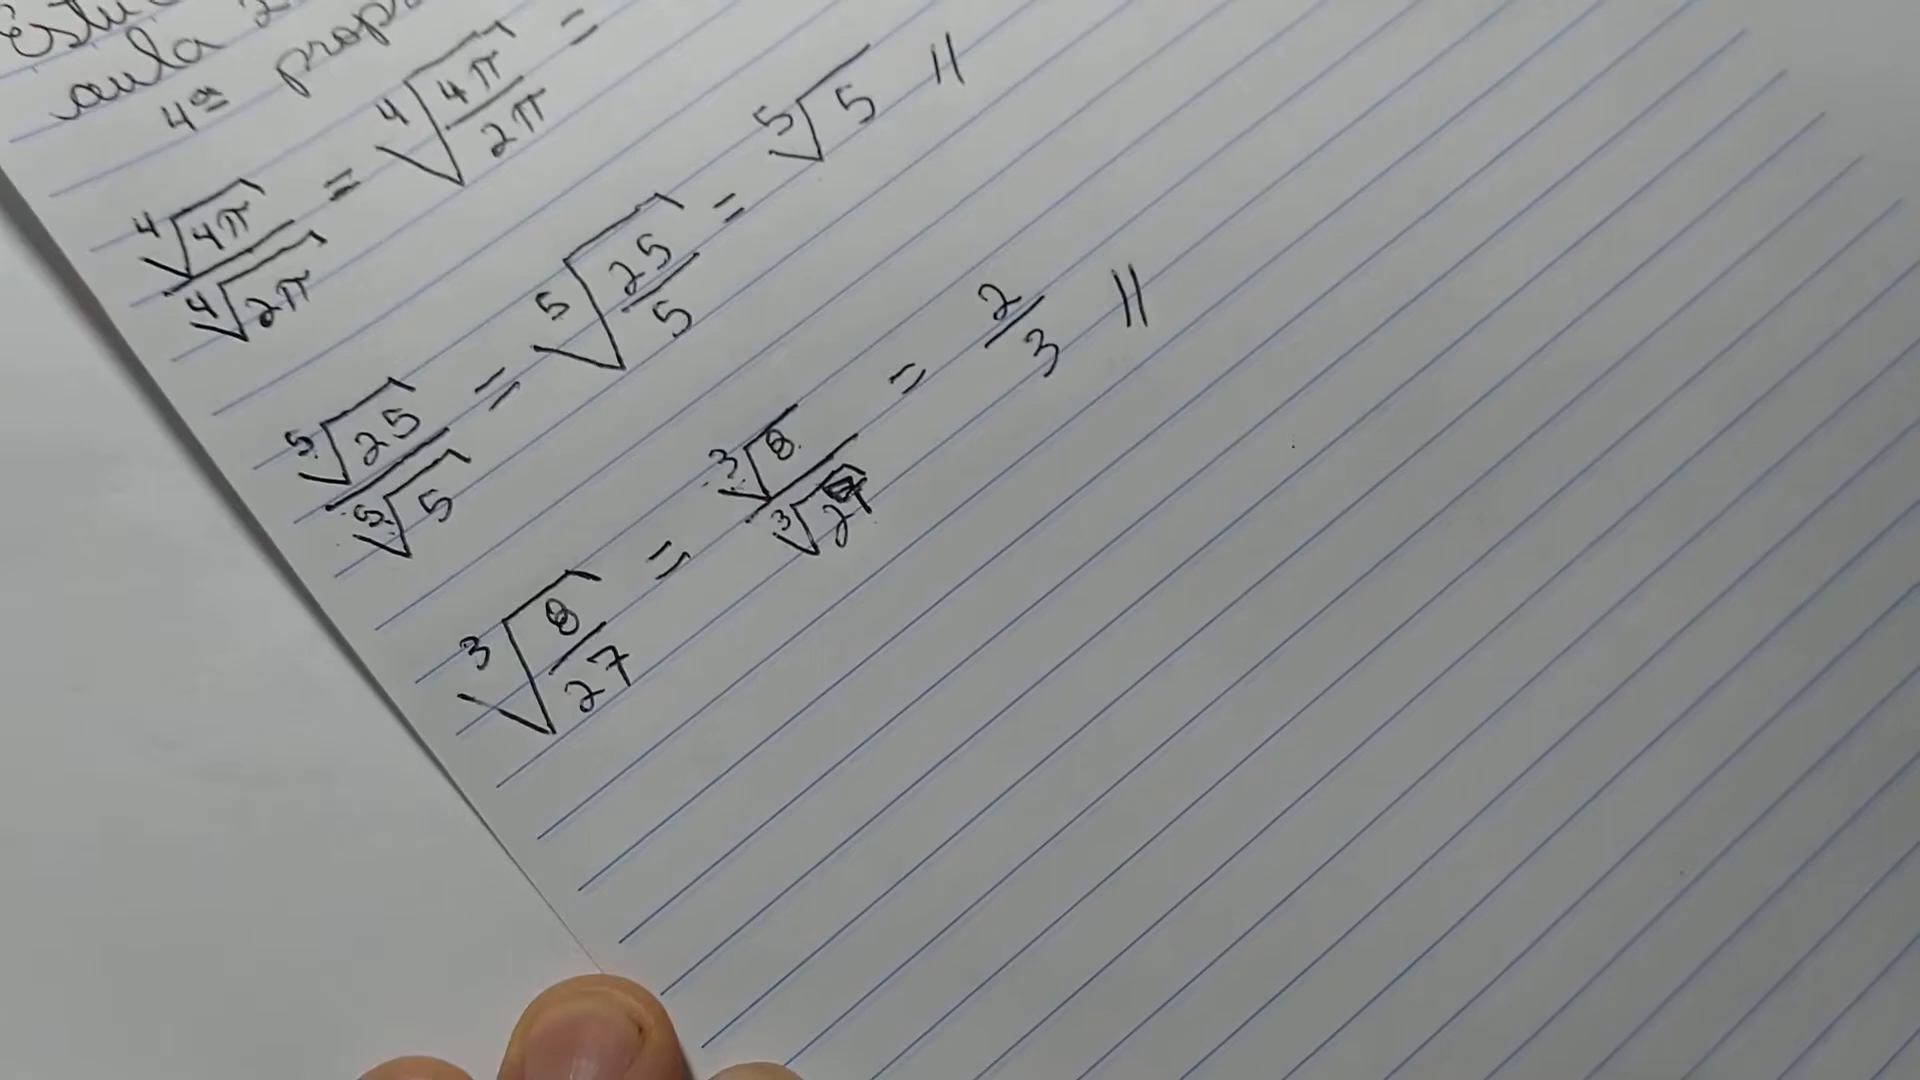 aula 2
4ª prop
⁴√4π / ⁴√2π = ⁴√(4π/2π) =
⁵√25 / ⁵√5 = ⁵√(25/5) = ⁵√5 //
³√(8/27) = ³√8 / ³√27 = 2/3 //